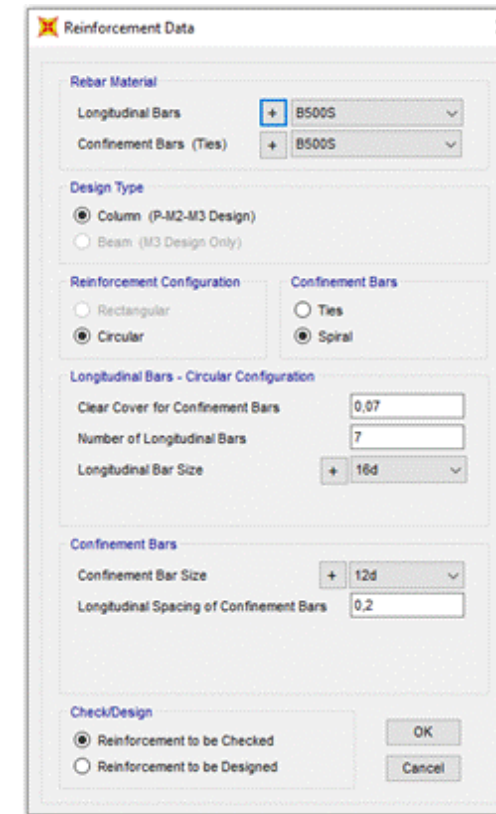 Reinforcement Data
Rebar Material
Longitudinal Bars + B500S
Confinement Bars (Ties) + B500S
Design Type
Column (P-M2-M3 Design)
Beam (M3 Design Only)
Reinforcement Configuration Confinement Bars
Rectangular Ties
Circular Spiral
Longitudinal Bars - Circular Configuration
Clear Cover for Confinement Bars 0,07
Number of Longitudinal Bars 7
Longitudinal Bar Size + 16d
Confinement Bars
Confinement Bar Size + 12d
Longitudinal Spacing of Confinement Bars 0,2
Check/Design
Reinforcement to be Checked OK
Reinforcement to be Designed Cancel